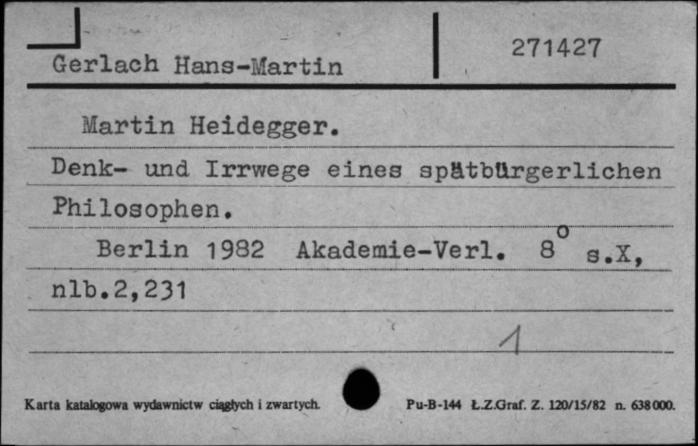 271427
Gerlach Hans-Martin
Martin Heidegger.
Denk- und Irrwege eines spätbürgerlichen
Philosophen.
Berlin 1982 Akademie-Verl. 8° s.X,
nlb.2,231
1
Karta katalogowa wydawnictw ciągłych i zwartych. Pu-B-144 Ł.Z.Graf. Z. 120/15/82 n. 638000.